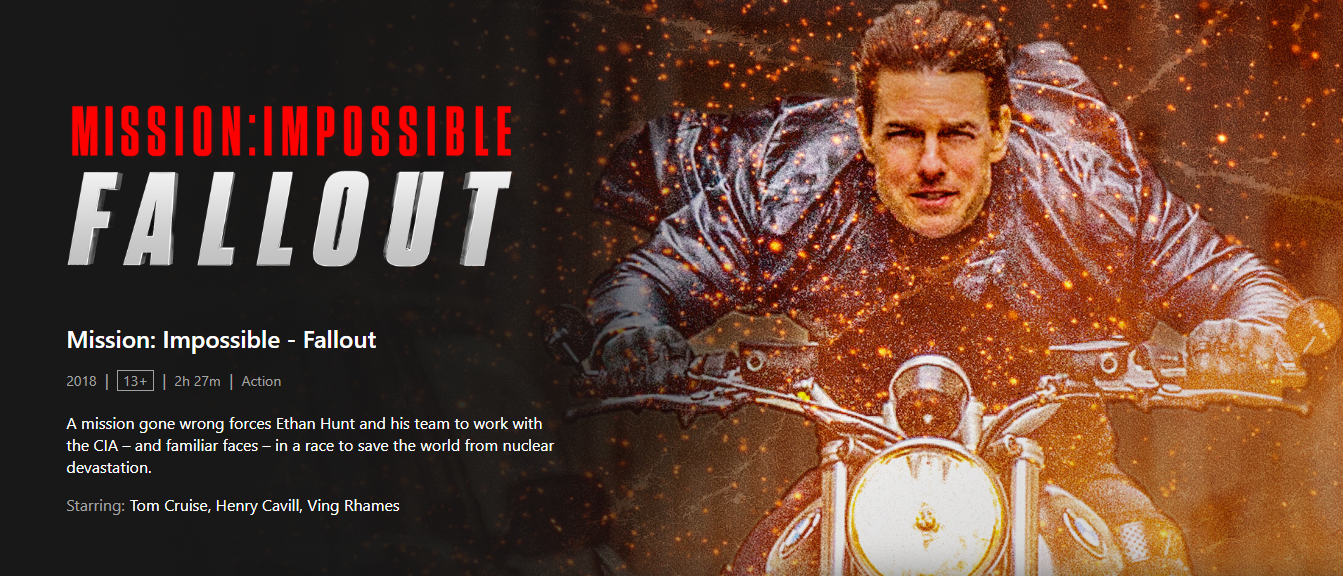 MISSION:IMPOSSIBLE
FALLOUT
Mission: Impossible - Fallout
2018 | 13+ | 2h 27m | Action
A mission gone wrong forces Ethan Hunt and his team to work with
the CIA – and familiar faces – in a race to save the world from nuclear
devastation.
Starring: Tom Cruise, Henry Cavill, Ving Rhames